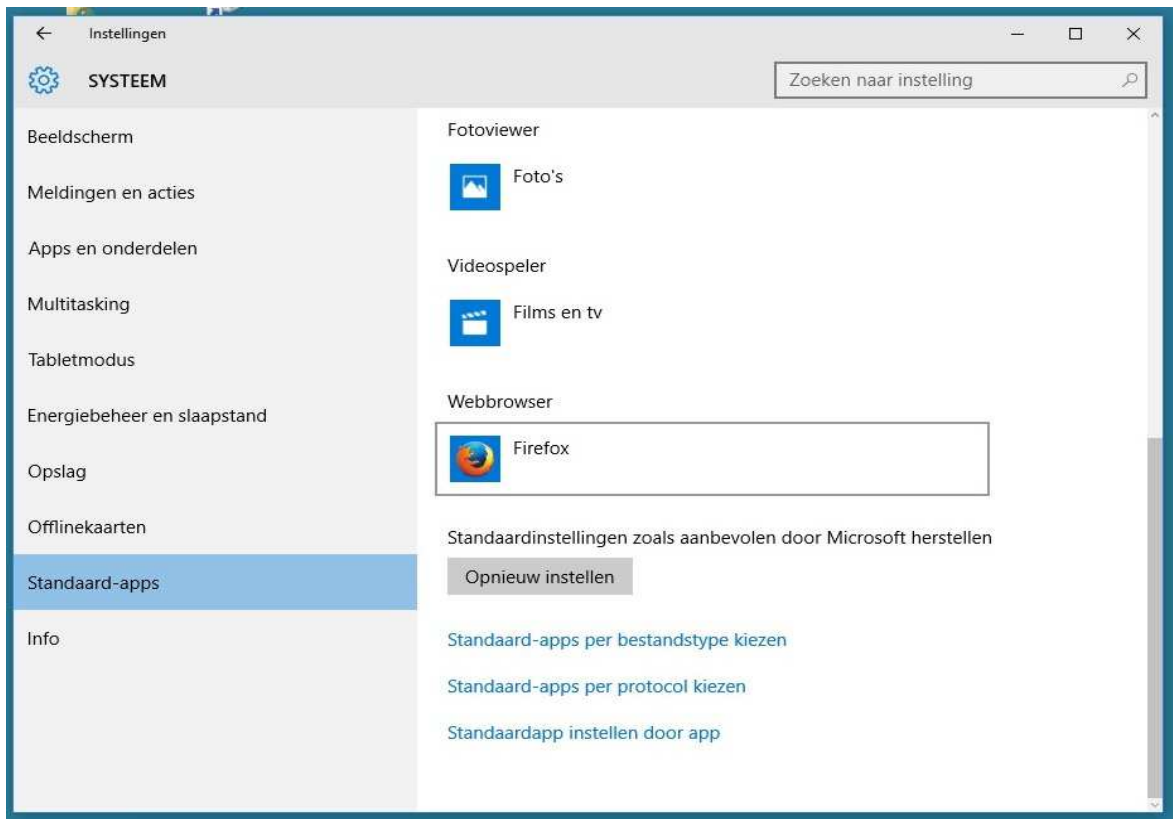 Instellingen
SYSTEEM
Zoeken naar instelling
Beeldscherm
Meldingen en acties
Apps en onderdelen
Multitasking
Tabletmodus
Energiebeheer en slaapstand
Opslag
Offlinekaarten
Standaard-apps
Info
Fotoviewer
Foto's
Videospeler
Films en tv
Webbrowser
Firefox
Standaardinstellingen zoals aanbevolen door Microsoft herstellen
Opnieuw instellen
Standaard-apps per bestandstype kiezen
Standaard-apps per protocol kiezen
Standaardapp instellen door app